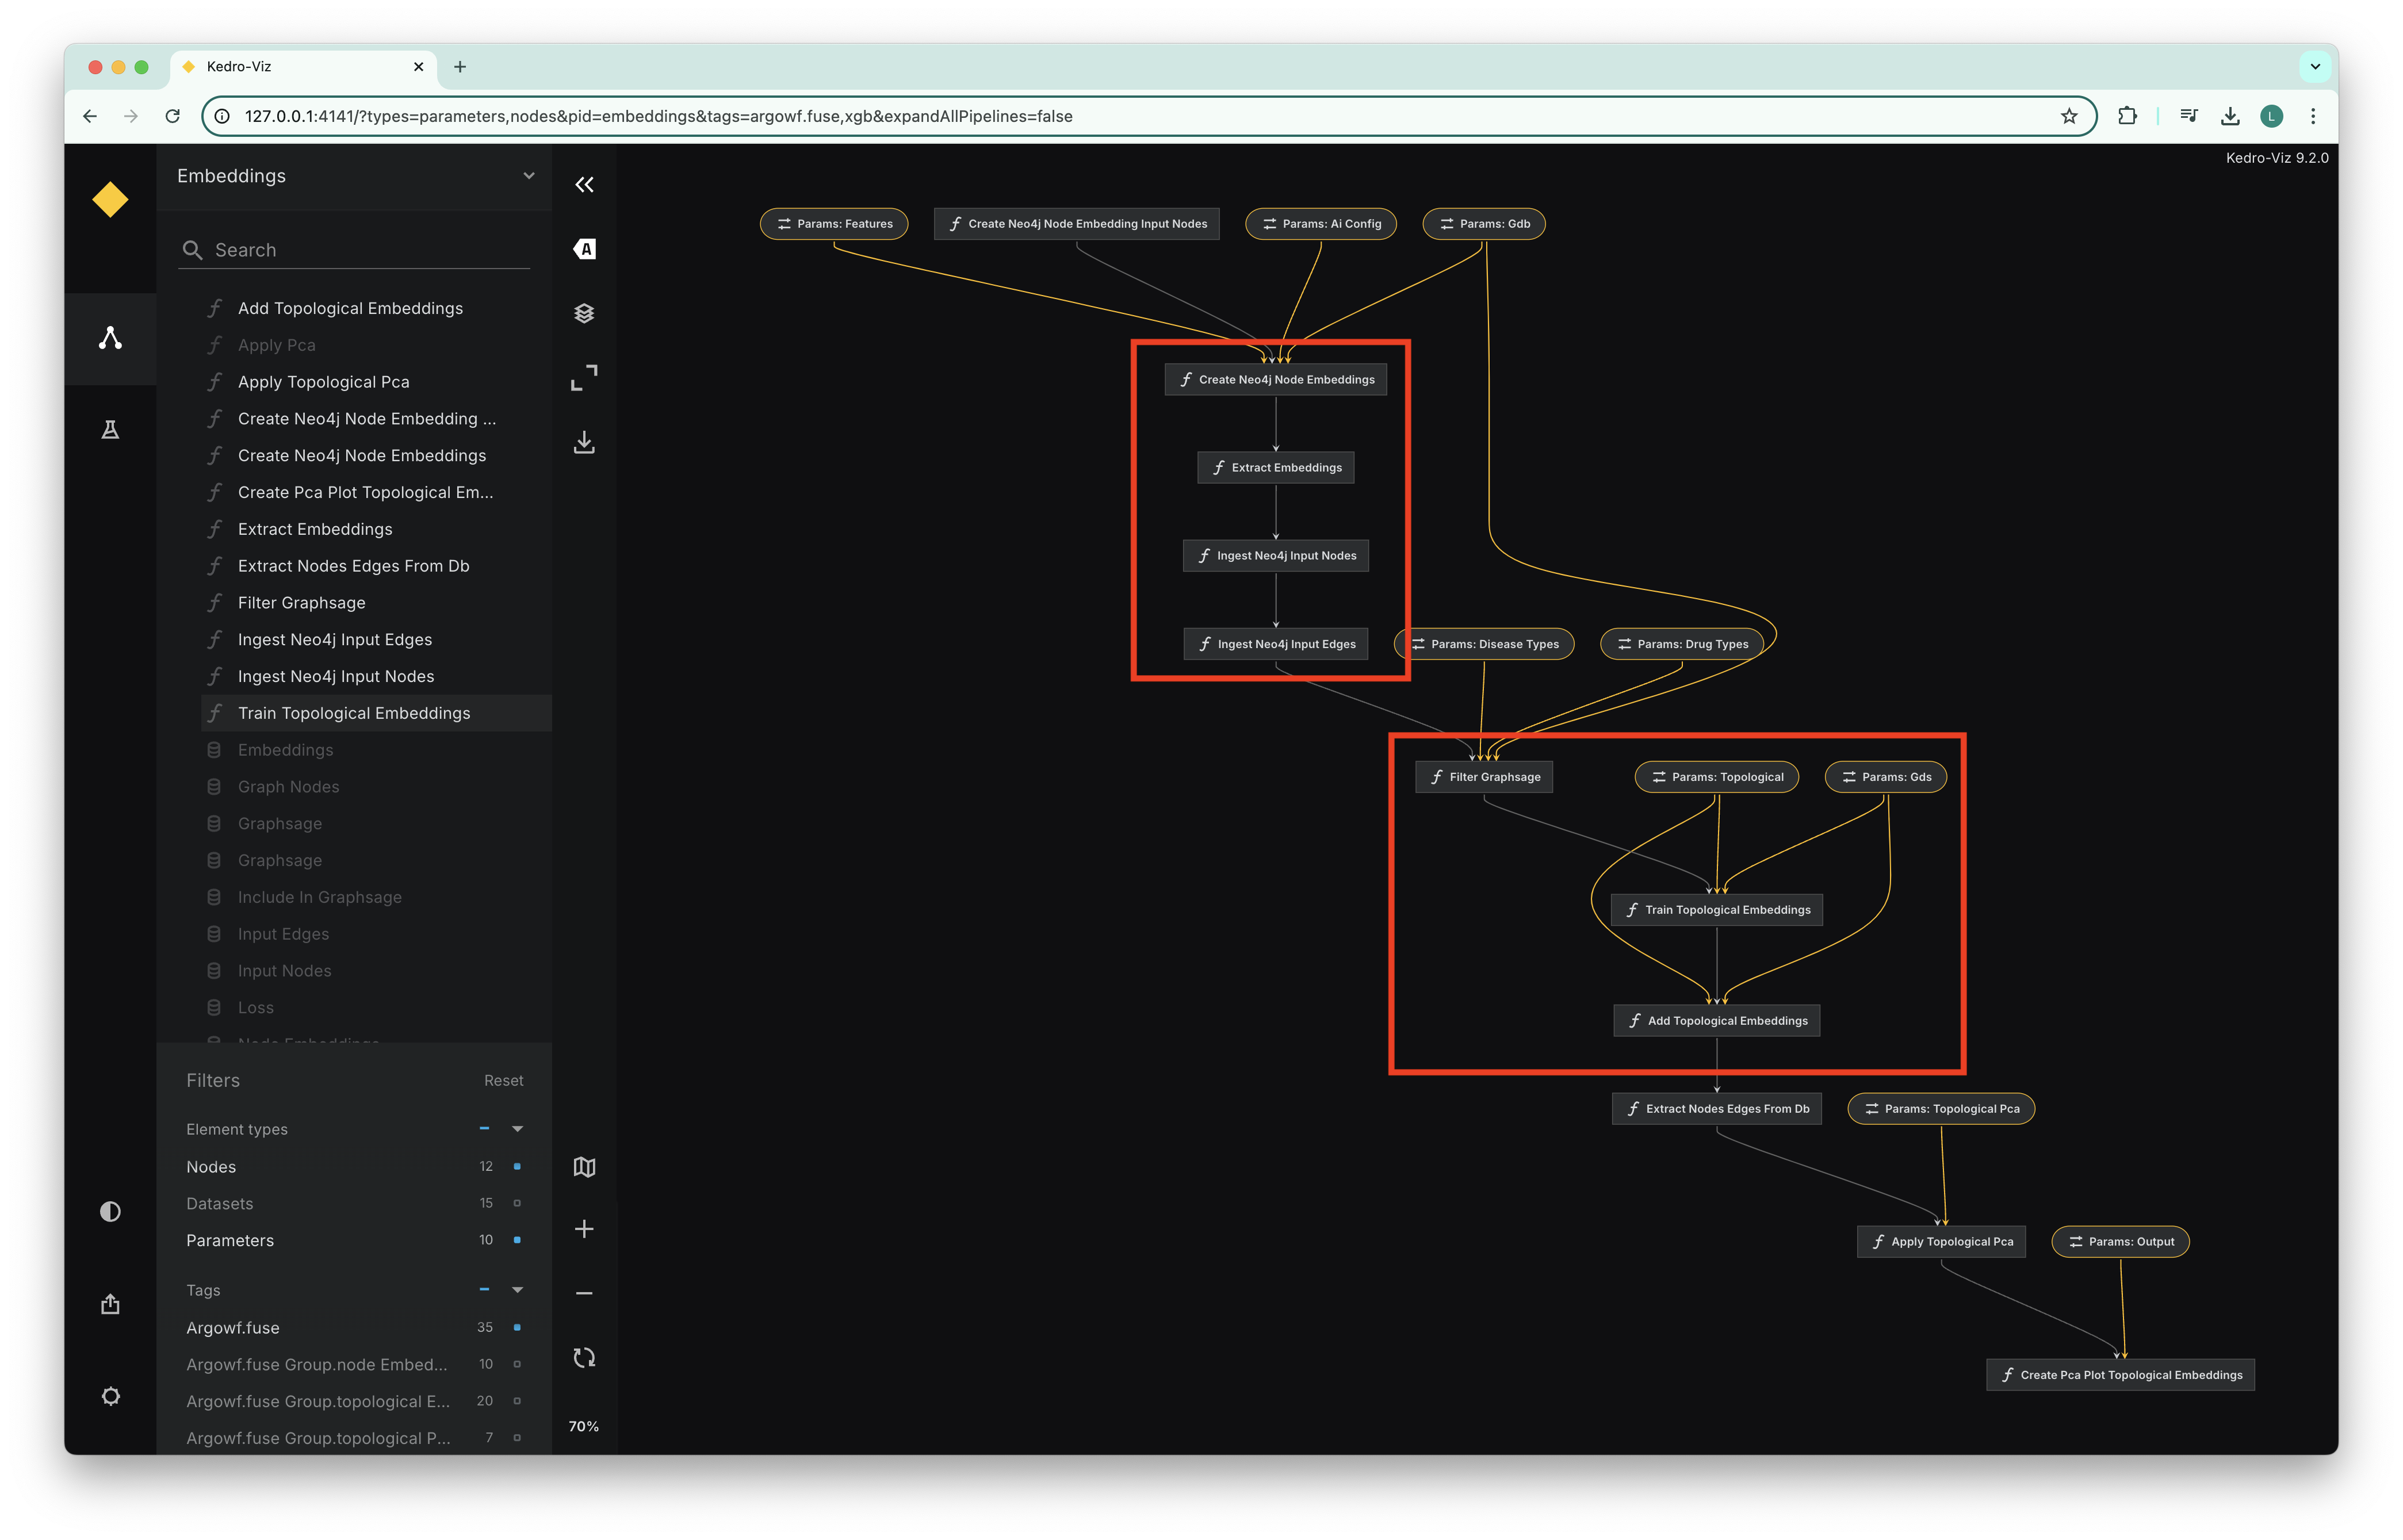 Kedro-Viz
127.0.0.1:4141/?types=parameters,nodes&pid=embeddings&tags=argowf.fuse,xgb&expandAllPipelines=false
L
Kedro-Viz 9.2.0
Embeddings
Search
Add Topological Embeddings
Apply Pca
Apply Topological Pca
Create Neo4j Node Embedding ...
Create Neo4j Node Embeddings
Create Pca Plot Topological Em...
Extract Embeddings
Extract Nodes Edges From Db
Filter Graphsage
Ingest Neo4j Input Edges
Ingest Neo4j Input Nodes
Train Topological Embeddings
Embeddings
Graph Nodes
Graphsage
Graphsage
Include In Graphsage
Input Edges
Input Nodes
Loss
Node Embeddings
Filters
Reset
Element types
Nodes 12
Datasets 15
Parameters 10
Tags
Argowf.fuse 35
Argowf.fuse Group.node Embed... 10
Argowf.fuse Group.topological E... 20
Argowf.fuse Group.topological P... 7
A
70%
Params: Features
Create Neo4j Node Embedding Input Nodes
Params: Ai Config
Params: Gdb
Create Neo4j Node Embeddings
Extract Embeddings
Ingest Neo4j Input Nodes
Ingest Neo4j Input Edges
Params: Disease Types
Params: Drug Types
Filter Graphsage
Params: Topological
Params: Gds
Train Topological Embeddings
Add Topological Embeddings
Extract Nodes Edges From Db
Params: Topological Pca
Apply Topological Pca
Params: Output
Create Pca Plot Topological Embeddings